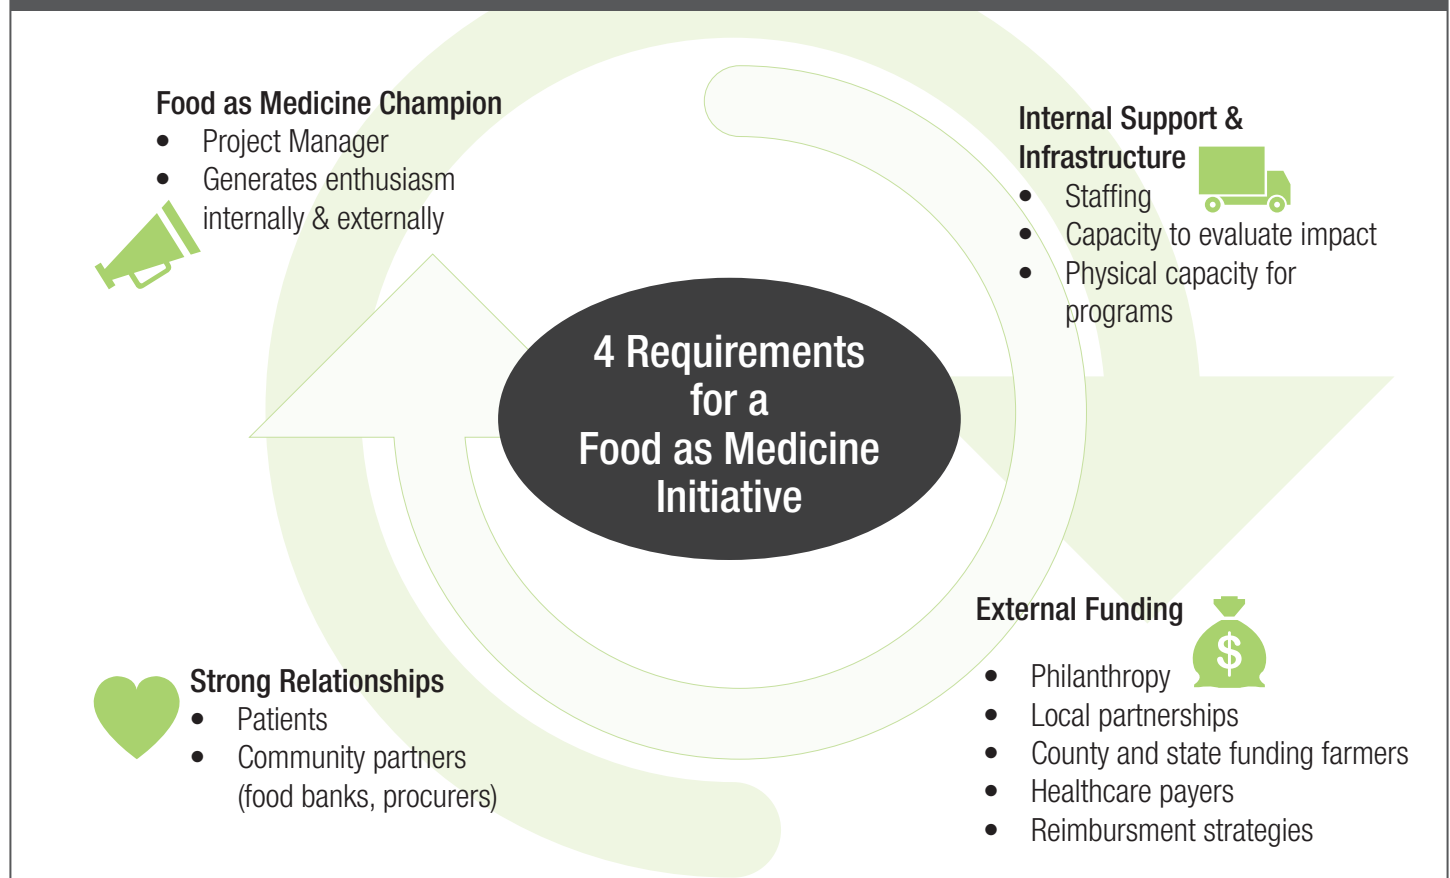 Food as Medicine Champion
• Project Manager
• Generates enthusiasm
internally & externally
Internal Support &
Infrastructure
• Staffing
• Capacity to evaluate impact
• Physical capacity for
programs
4 Requirements
for a
Food as Medicine
Initiative
Strong Relationships
• Patients
• Community partners
(food banks, procurers)
External Funding
$
• Philanthropy
• Local partnerships
• County and state funding farmers
• Healthcare payers
• Reimbursment strategies